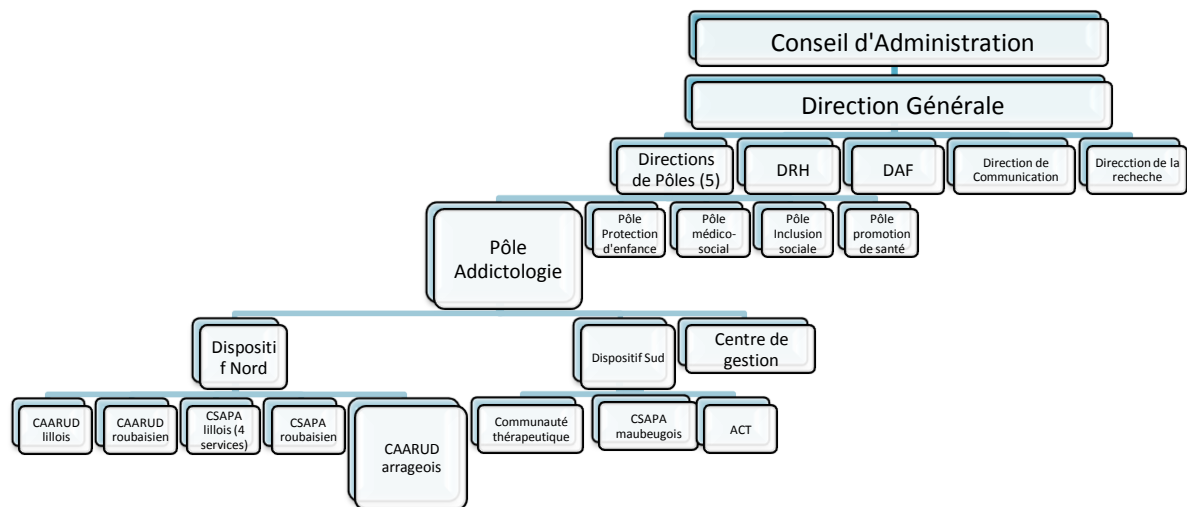 Conseil d'Administration
Direction Générale
Directions
de Pôles (5)
DRH
DAF
Direction de
Communication
Direcction de la
recheche
Pôle
Addictologie
Pôle
Protection
d'enfance
Pôle
médico-
social
Pôle
Inclusion
sociale
Pôle
promotion
de santé
Dispositi
f Nord
Dispositif Sud
Centre de
gestion
CAARUD
lillois
CAARUD
roubaisien
CSAPA
lillois (4
services)
CSAPA
roubaisien
CAARUD
arrageois
Communauté
thérapeutique
CSAPA
maubeugois
ACT